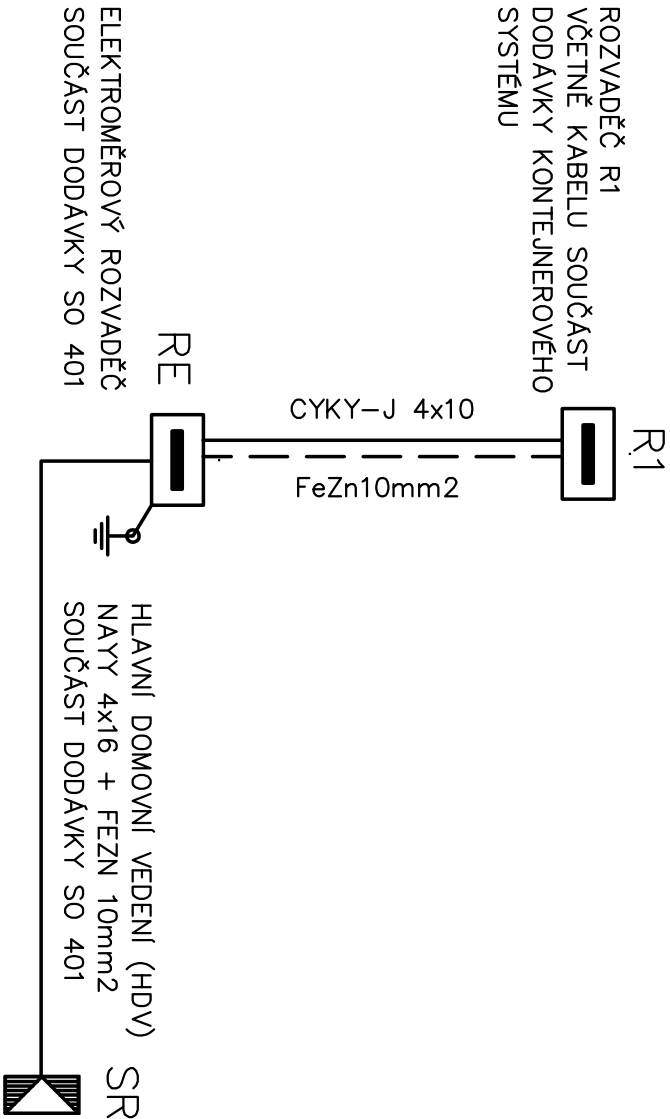 ROZVADĚČ R1
VČETNĚ KABELU SOUČÁST
DODÁVKY KONTEJNEROVÉHO
SYSTÉMU
R1
CYKY-J 4x10
FeZn10mm2
RE
ELEKTROMĚROVÝ ROZVADĚČ
SOUČÁST DODÁVKY SO 401
HLAVNÍ DOMOVNÍ VEDENÍ (HDV)
NAYY 4x16 + FEZN 10mm2
SOUČÁST DODÁVKY SO 401
SR